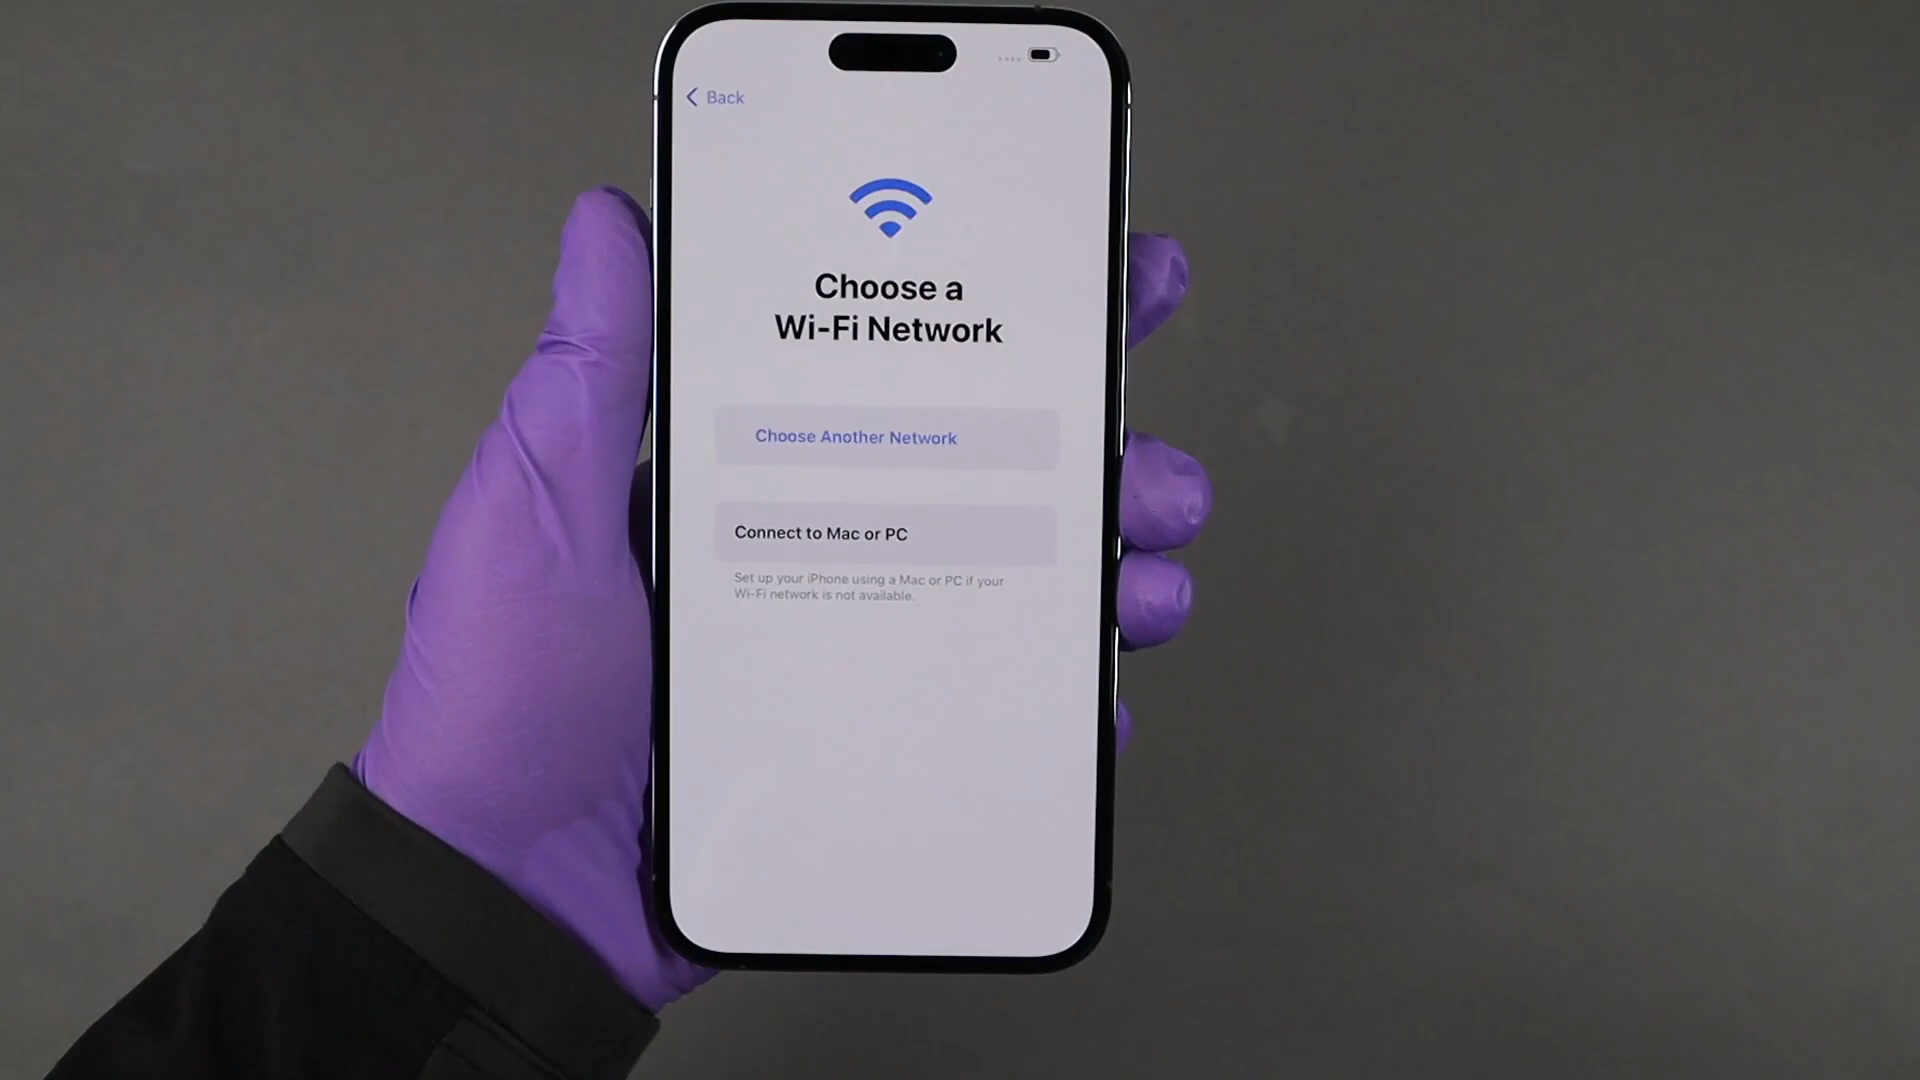 Back
Choose a
Wi-Fi Network
Choose Another Network
Connect to Mac or PC
Set up your iPhone using a Mac or PC if your
Wi-Fi network is not available.